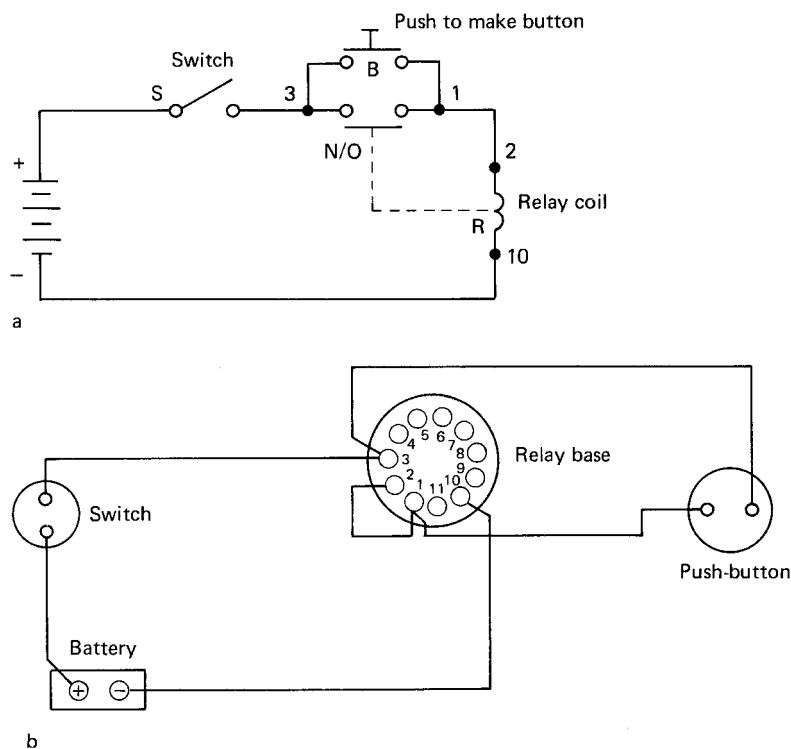 Push to make button
Switch
B
S
3
1
N/O
2
+
Relay coil
R
10
−
a
5 6
4 7
3 8
Relay base
2 9
1 11 10
Switch
Push-button
Battery
+ −
b